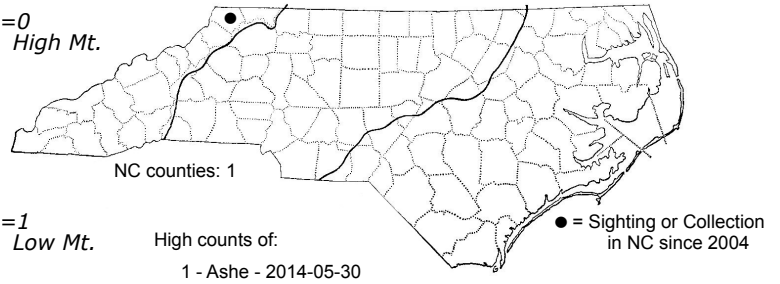 =0
High Mt.
NC counties: 1
=1
Low Mt.
High counts of:
1 - Ashe - 2014-05-30
● = Sighting or Collection
in NC since 2004